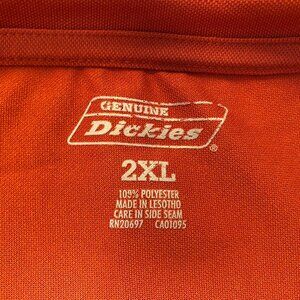 GENUINE
Dickies®
2XL
100% POLYESTER
MADE IN LESOTHO
CARE IN SIDE SEAM
RN20697 CA01095